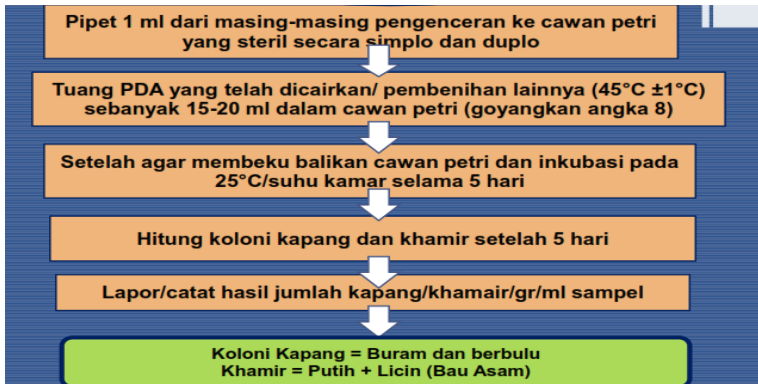 Pipet 1 ml dari masing-masing pengenceran ke cawan petri
yang steril secara simplo dan duplo
Tuang PDA yang telah dicairkan/ pembenihan lainnya (45°C ±1°C)
sebanyak 15-20 ml dalam cawan petri (goyangkan angka 8)
Setelah agar membeku balikan cawan petri dan inkubasi pada
25°C/suhu kamar selama 5 hari
Hitung koloni kapang dan khamir setelah 5 hari
Lapor/catat hasil jumlah kapang/khamair/gr/ml sampel
Koloni Kapang = Buram dan berbulu
Khamir = Putih + Licin (Bau Asam)